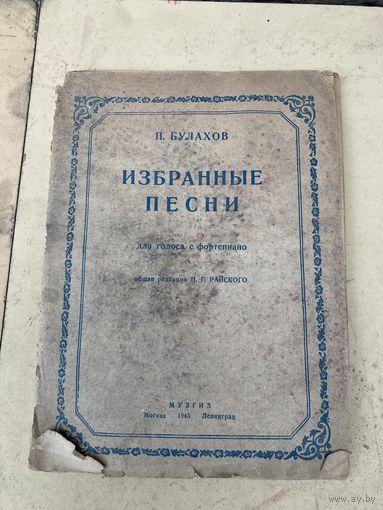 П. БУЛАХОВ
ИЗБРАННЫЕ
ПЕСНИ
для голоса с фортепиано
общая редакция Н. Г. РАЙСКОГО
МУЗГИЗ
Москва 1945 Ленинград
www.ay.by